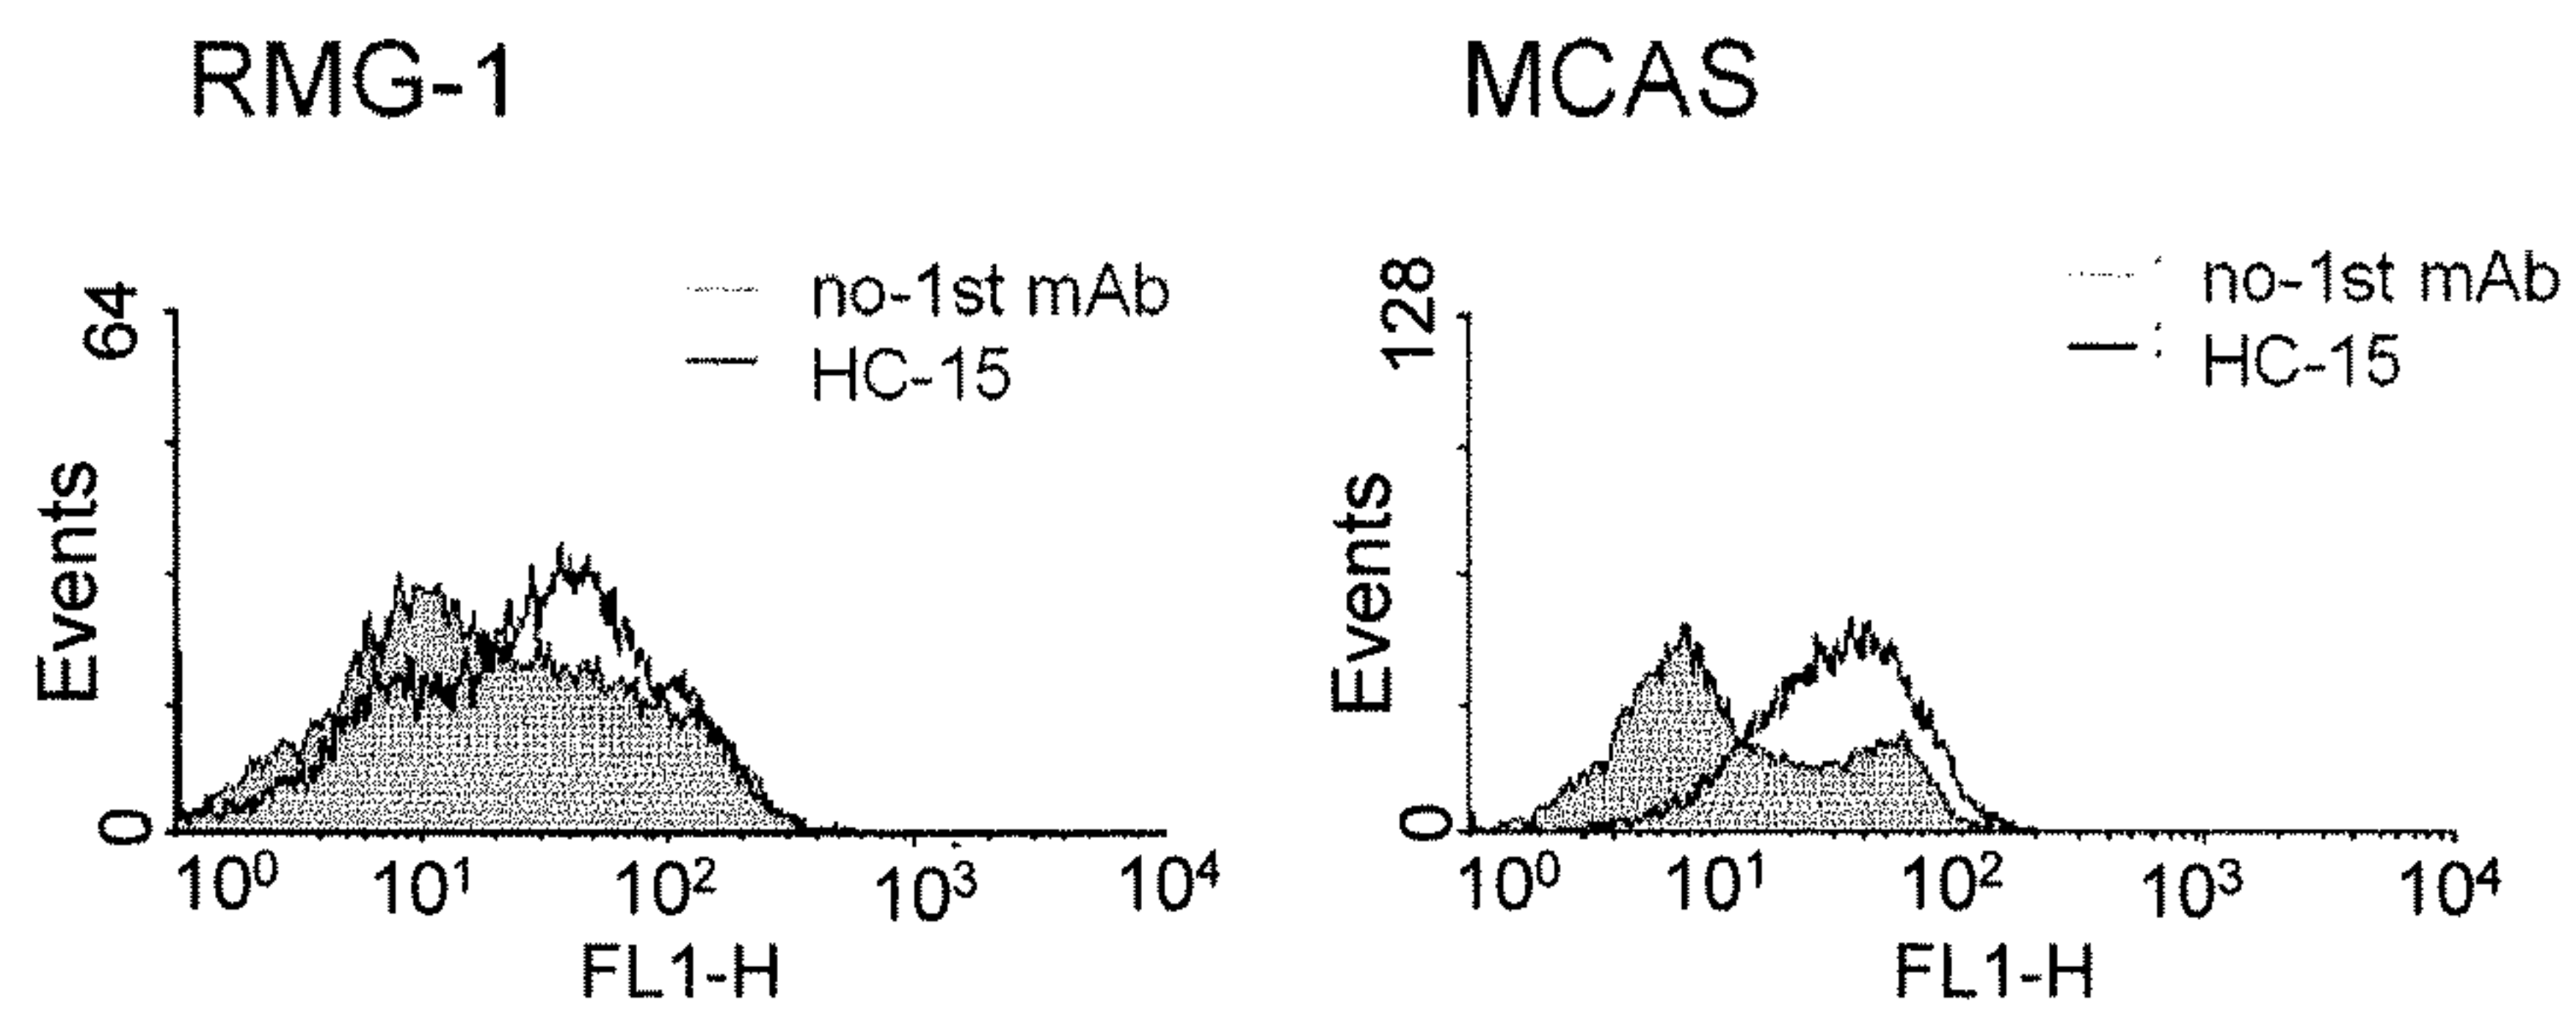 RMG-1
no-1st mAb
HC-15
64
Events
0
10⁰ 10¹ 10² 10³ 10⁴
FL1-H
MCAS
: no-1st mAb
: HC-15
128
Events
0
10⁰ 10¹ 10² 10³ 10⁴
FL1-H